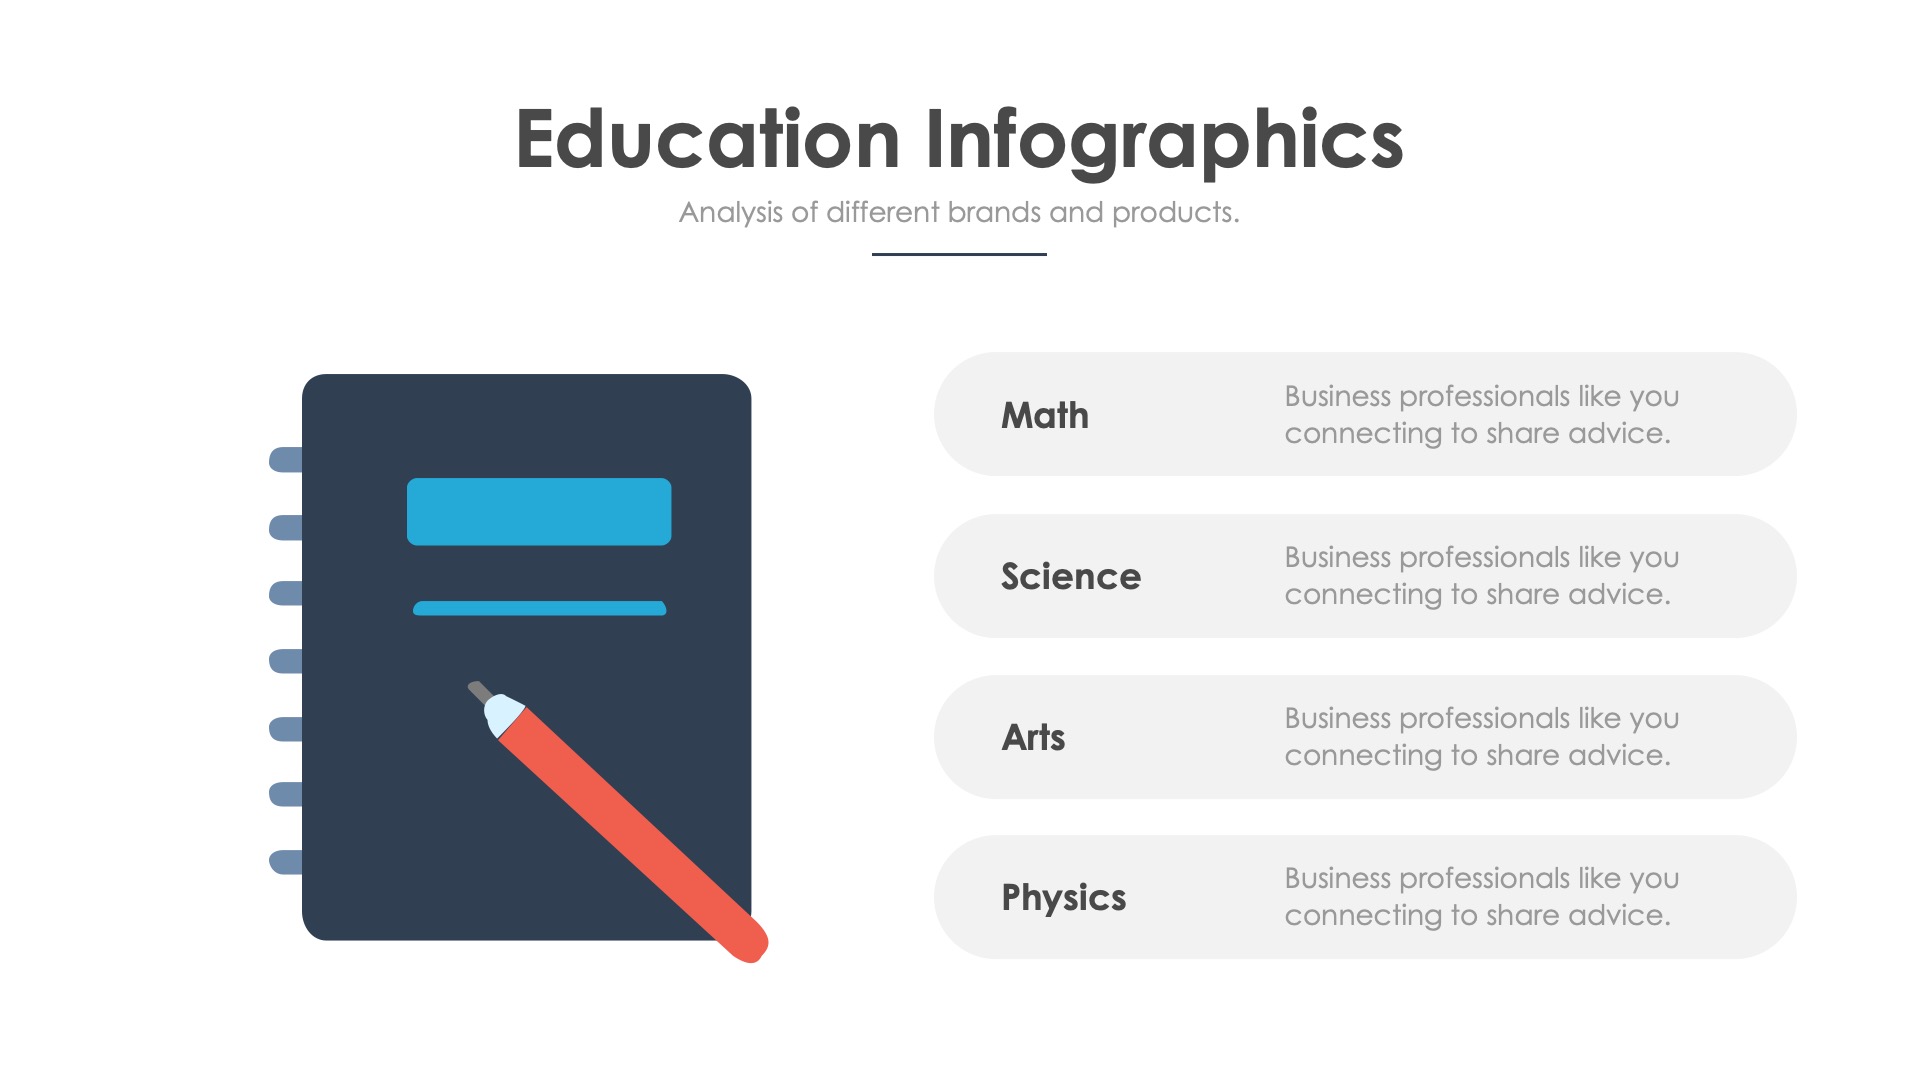 Education Infographics
Analysis of different brands and products.
Math
Business professionals like you
connecting to share advice.
Science
Business professionals like you
connecting to share advice.
Arts
Business professionals like you
connecting to share advice.
Physics
Business professionals like you
connecting to share advice.